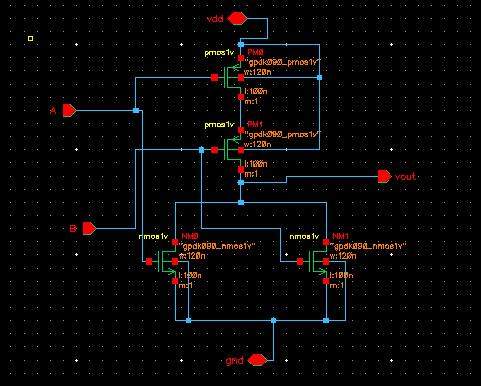 vdd
pmos1v PM0
"gpdk090_pmos1v"
w:120n
l:100n
m:1
A
pmos1v PM1
"gpdk090_pmos1v"
w:120n
l:100n
m:1
vout
B
nmos1v NM0
"gpdk090_nmos1v"
w:120n
l:100n
m:1
nmos1v NM1
"gpdk090_nmos1v"
w:120n
l:100n
m:1
gnd